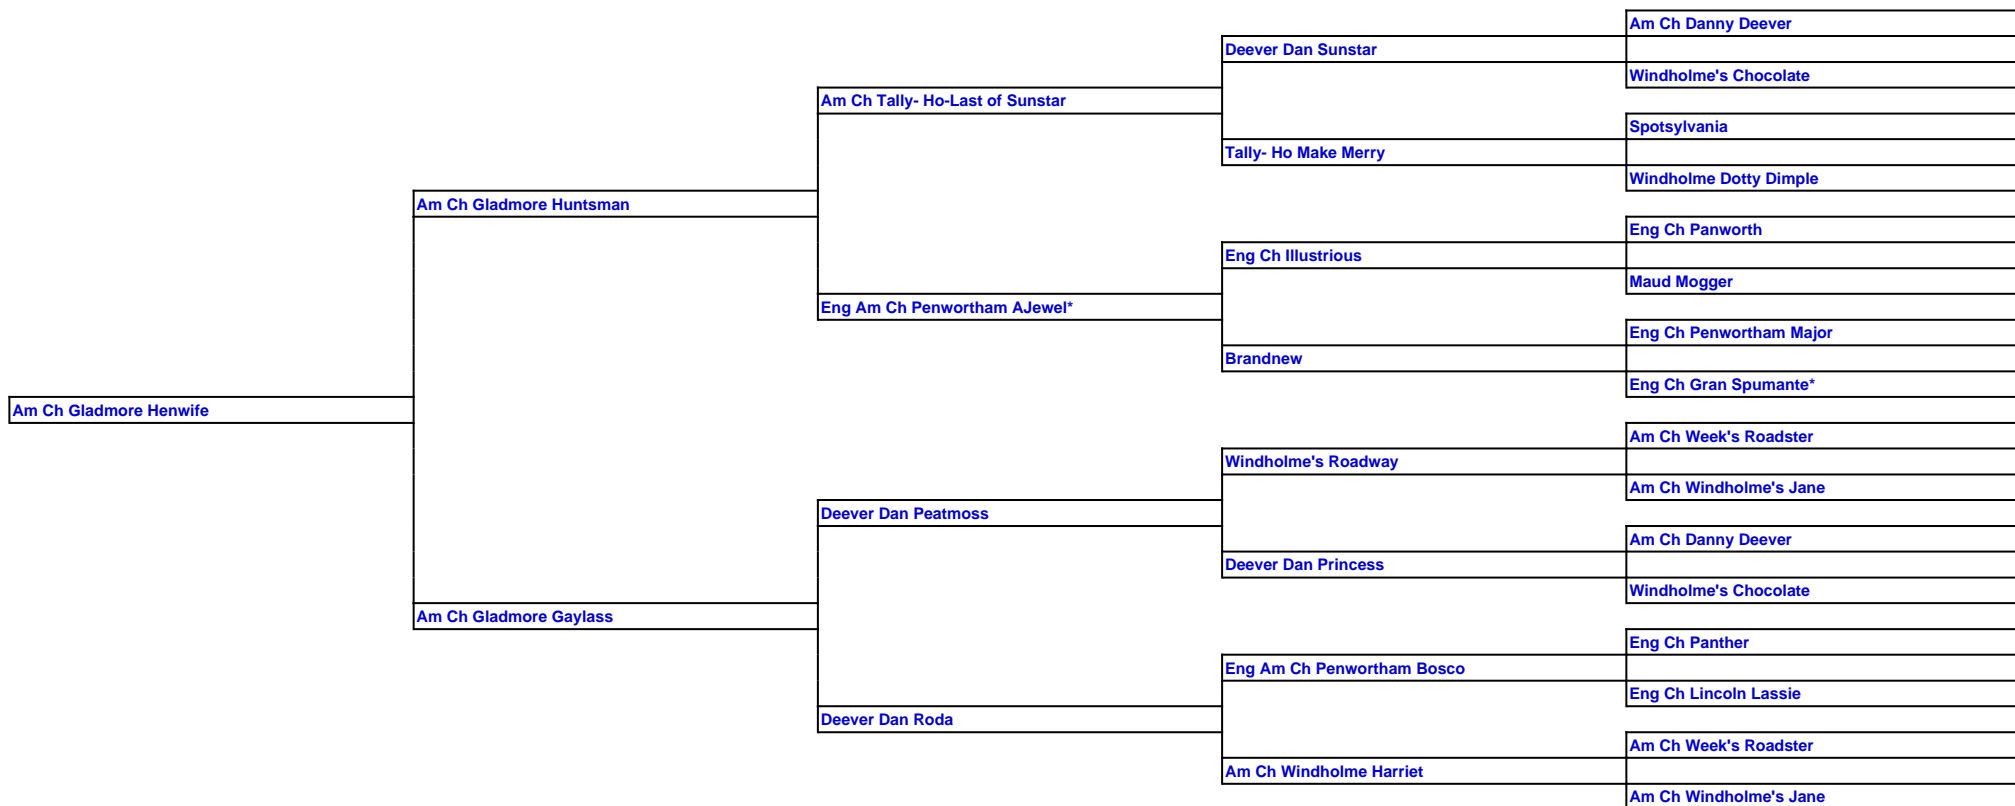 Am Ch Danny Deever
Deever Dan Sunstar
Windholme's Chocolate
Am Ch Tally- Ho-Last of Sunstar
Spotsylvania
Tally- Ho Make Merry
Windholme Dotty Dimple
Am Ch Gladmore Huntsman
Eng Ch Panworth
Eng Ch Illustrious
Maud Mogger
Eng Am Ch Penwortham AJewel*
Eng Ch Penwortham Major
Brandnew
Eng Ch Gran Spumante*
Am Ch Gladmore Henwife
Am Ch Week's Roadster
Windholme's Roadway
Am Ch Windholme's Jane
Deever Dan Peatmoss
Am Ch Danny Deever
Deever Dan Princess
Windholme's Chocolate
Am Ch Gladmore Gaylass
Eng Ch Panther
Eng Am Ch Penwortham Bosco
Eng Ch Lincoln Lassie
Deever Dan Roda
Am Ch Week's Roadster
Am Ch Windholme Harriet
Am Ch Windholme's Jane